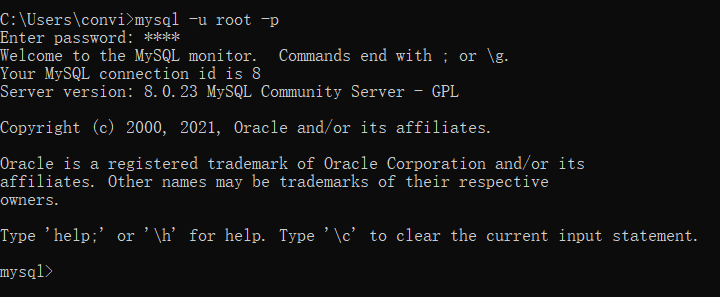 C:\Users\convi>mysql -u root -p
Enter password: ****
Welcome to the MySQL monitor.  Commands end with ; or \g.
Your MySQL connection id is 8
Server version: 8.0.23 MySQL Community Server - GPL
Copyright (c) 2000, 2021, Oracle and/or its affiliates.
Oracle is a registered trademark of Oracle Corporation and/or its
affiliates. Other names may be trademarks of their respective
owners.
Type 'help;' or '\h' for help. Type '\c' to clear the current input statement.
mysql>